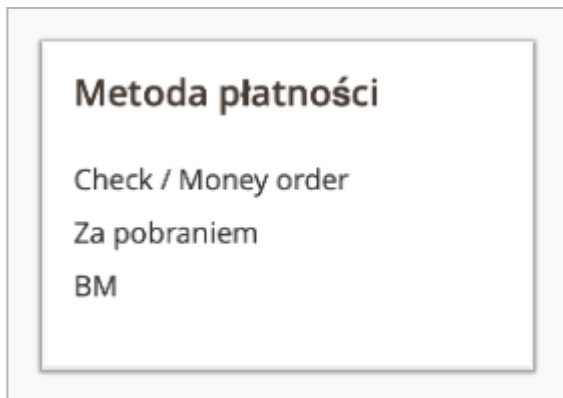 Metoda płatności
Check / Money order
Za pobraniem
BM